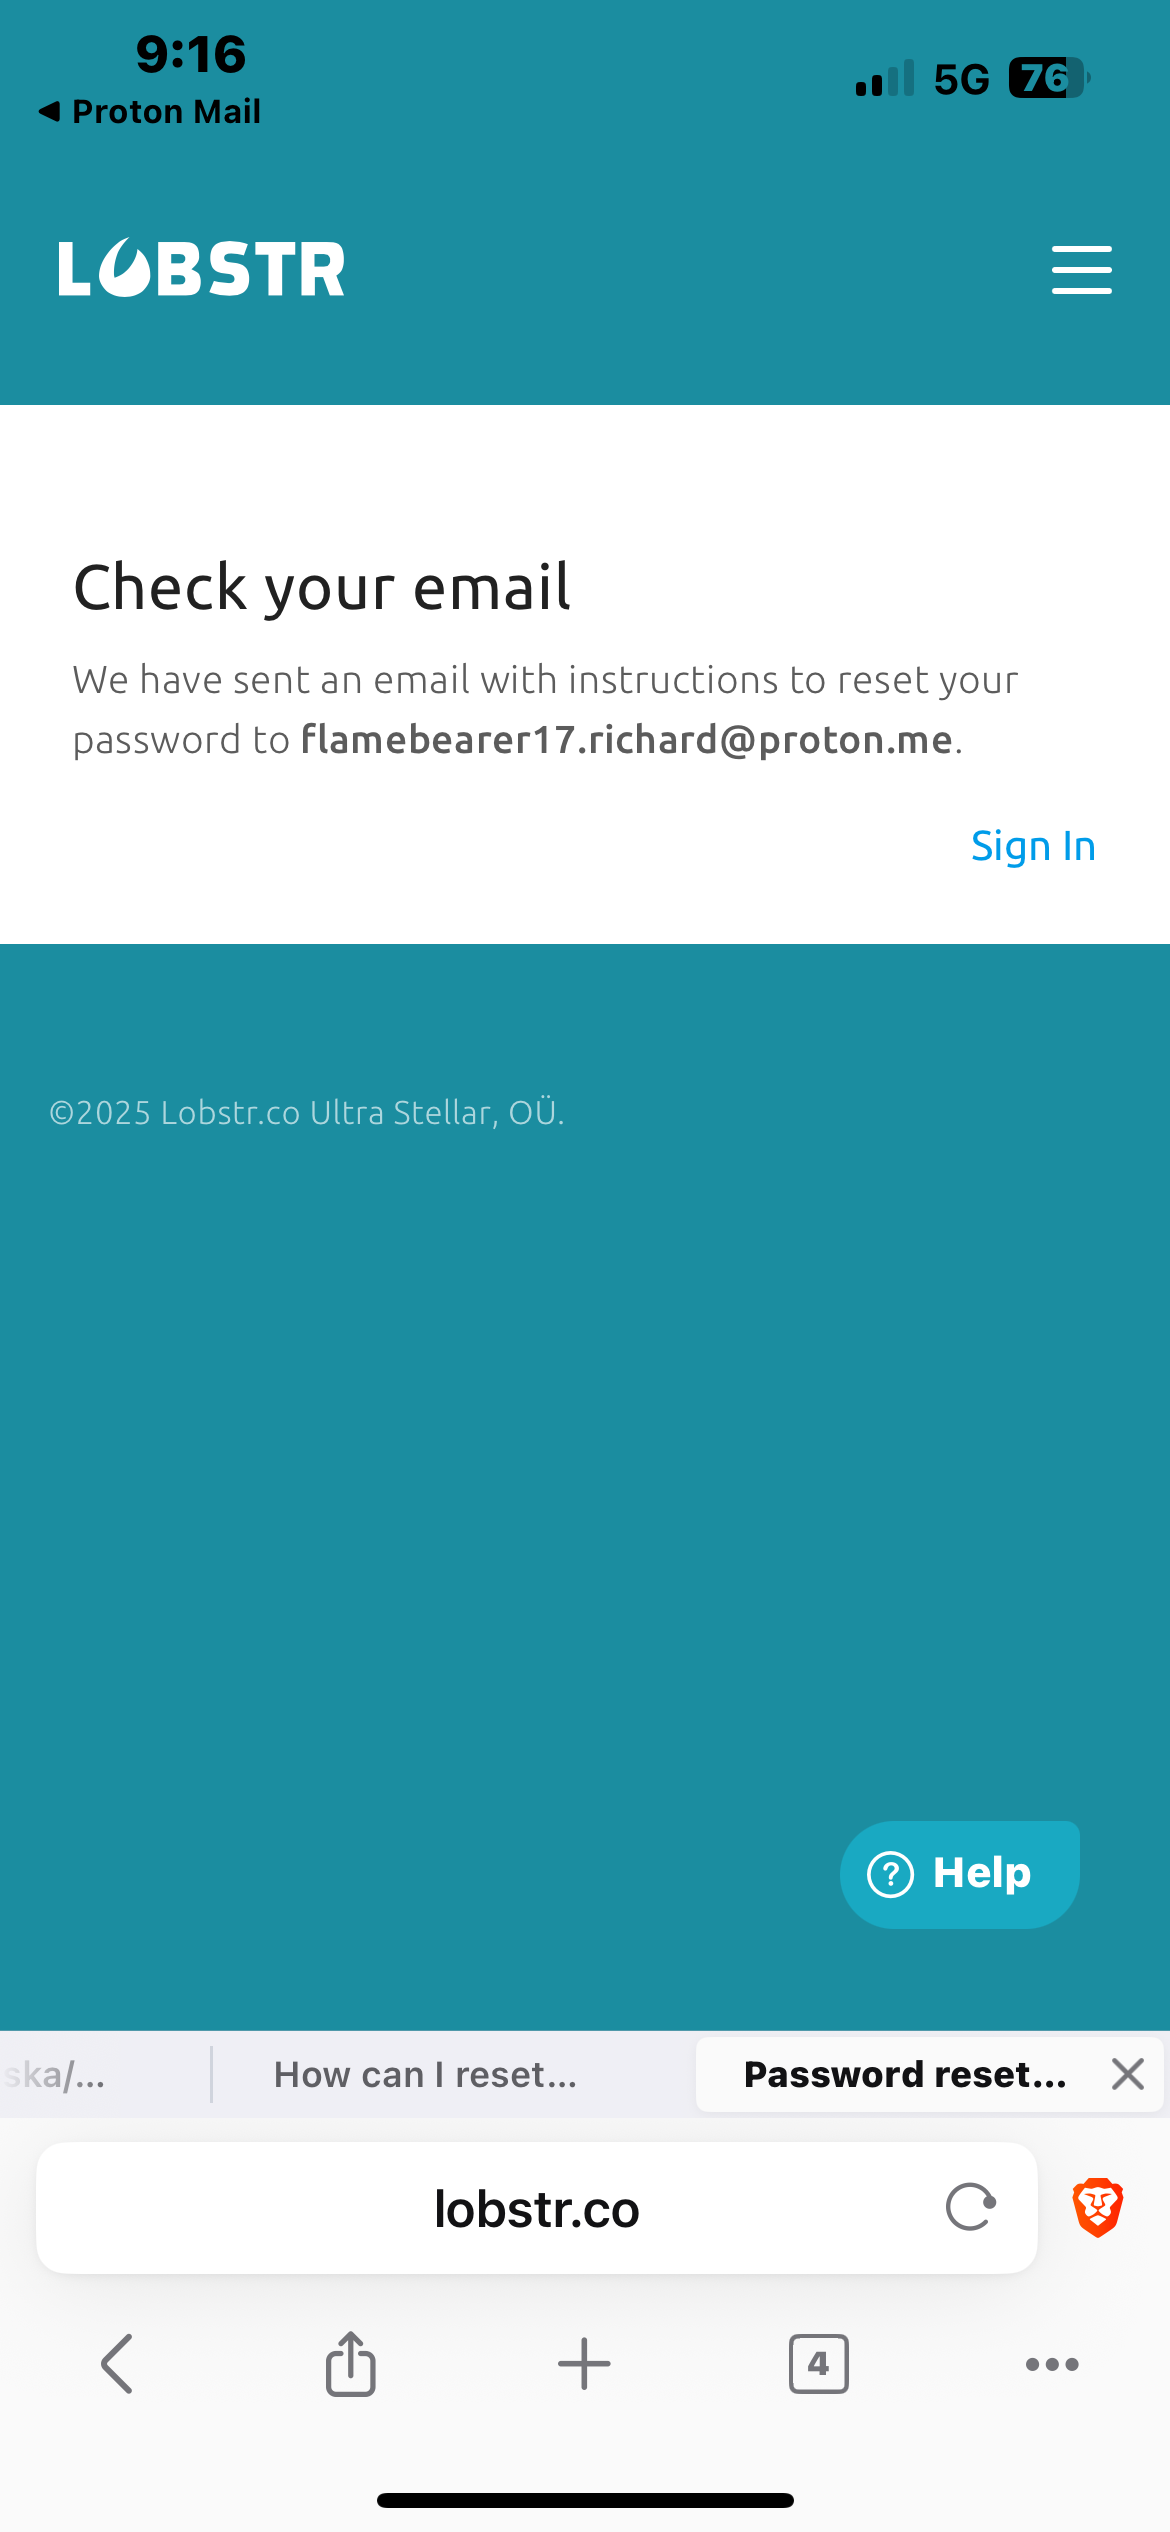 9:16
5G 76
◀ Proton Mail
LOBSTR
Check your email
We have sent an email with instructions to reset your
password to flamebearer17.richard@proton.me.
Sign In
©2025 Lobstr.co Ultra Stellar, OÜ.
? Help
ska/... How can I reset... Password reset...
lobstr.co
4